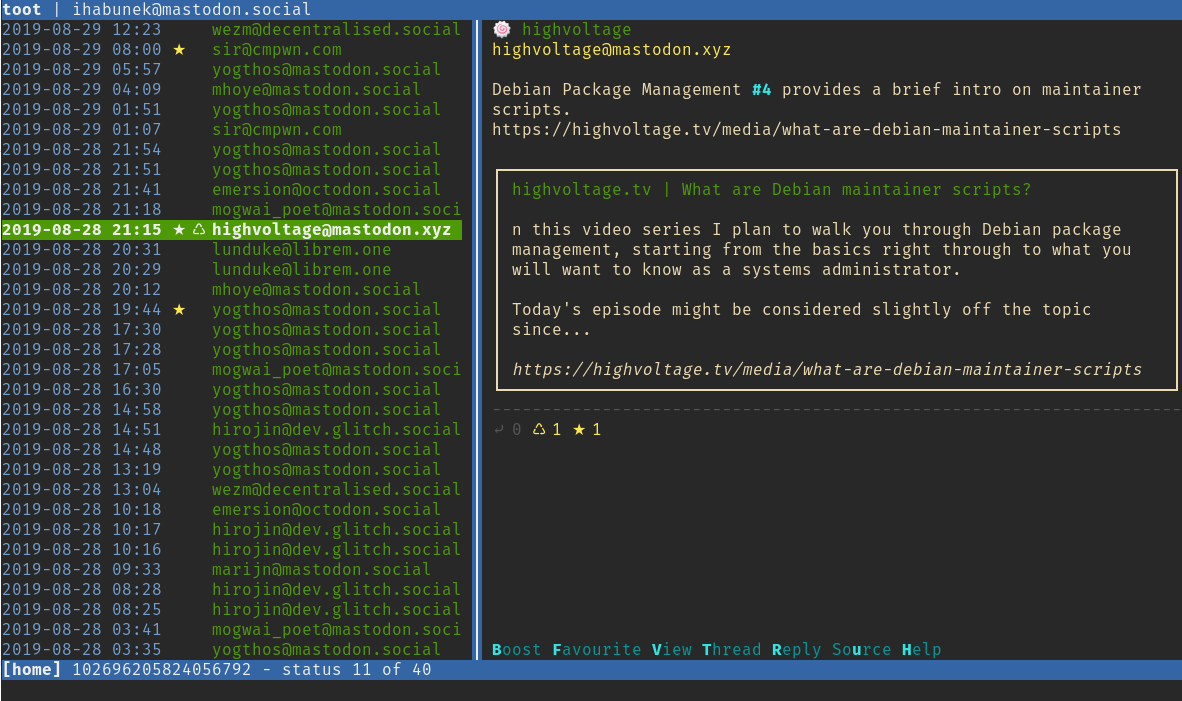 toot | ihabunek@mastodon.social
2019-08-29 12:23 wezm@decentralised.social
2019-08-29 08:00 ★ sir@cmpwn.com
2019-08-29 05:57 yogthos@mastodon.social
2019-08-29 04:09 mhoye@mastodon.social
2019-08-29 01:51 yogthos@mastodon.social
2019-08-29 01:07 sir@cmpwn.com
2019-08-28 21:54 yogthos@mastodon.social
2019-08-28 21:51 yogthos@mastodon.social
2019-08-28 21:41 emersion@octodon.social
2019-08-28 21:18 mogwai_poet@mastodon.soci
2019-08-28 21:15 ★ ♺ highvoltage@mastodon.xyz
2019-08-28 20:31 lunduke@librem.one
2019-08-28 20:29 lunduke@librem.one
2019-08-28 20:12 mhoye@mastodon.social
2019-08-28 19:44 ★ yogthos@mastodon.social
2019-08-28 17:30 yogthos@mastodon.social
2019-08-28 17:28 yogthos@mastodon.social
2019-08-28 17:05 mogwai_poet@mastodon.soci
2019-08-28 16:30 yogthos@mastodon.social
2019-08-28 14:58 yogthos@mastodon.social
2019-08-28 14:51 hirojin@dev.glitch.social
2019-08-28 14:48 yogthos@mastodon.social
2019-08-28 13:19 yogthos@mastodon.social
2019-08-28 13:04 wezm@decentralised.social
2019-08-28 10:18 emersion@octodon.social
2019-08-28 10:17 hirojin@dev.glitch.social
2019-08-28 10:16 hirojin@dev.glitch.social
2019-08-28 09:33 marijn@mastodon.social
2019-08-28 08:28 hirojin@dev.glitch.social
2019-08-28 08:25 hirojin@dev.glitch.social
2019-08-28 03:41 mogwai_poet@mastodon.soci
2019-08-28 03:35 yogthos@mastodon.social
🍥 highvoltage
highvoltage@mastodon.xyz
Debian Package Management #4 provides a brief intro on maintainer
scripts.
https://highvoltage.tv/media/what-are-debian-maintainer-scripts
highvoltage.tv | What are Debian maintainer scripts?
n this video series I plan to walk you through Debian package
management, starting from the basics right through to what you
will want to know as a systems administrator.
Today's episode might be considered slightly off the topic
since...
https://highvoltage.tv/media/what-are-debian-maintainer-scripts
⤶ 0 ♺ 1 ★ 1
Boost Favourite View Thread Reply Source Help
[home] 102696205824056792 - status 11 of 40